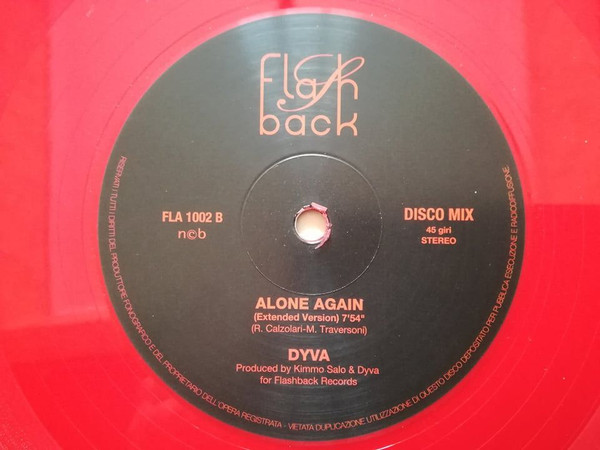 flash
back
FLA 1002 B
n©b
DISCO MIX
45 giri
STEREO
ALONE AGAIN
(Extended Version) 7'54"
(R. Calzolari-M. Traversoni)
DYVA
Produced by Kimmo Salo & Dyva
for Flashback Records
RISERVATI I TUTTI I DIRITTI DEL PRODUTTORE FONOGRAFICO E DEL PROPRIETARIO DELL'OPERA REGISTRATA - VIETATA DUPLICAZIONE UTILIZZAZIONE DI QUESTO DISCO DEPOSITATO PER PUBBLICA ESECUZIONE E RADIODIFFUSIONE.